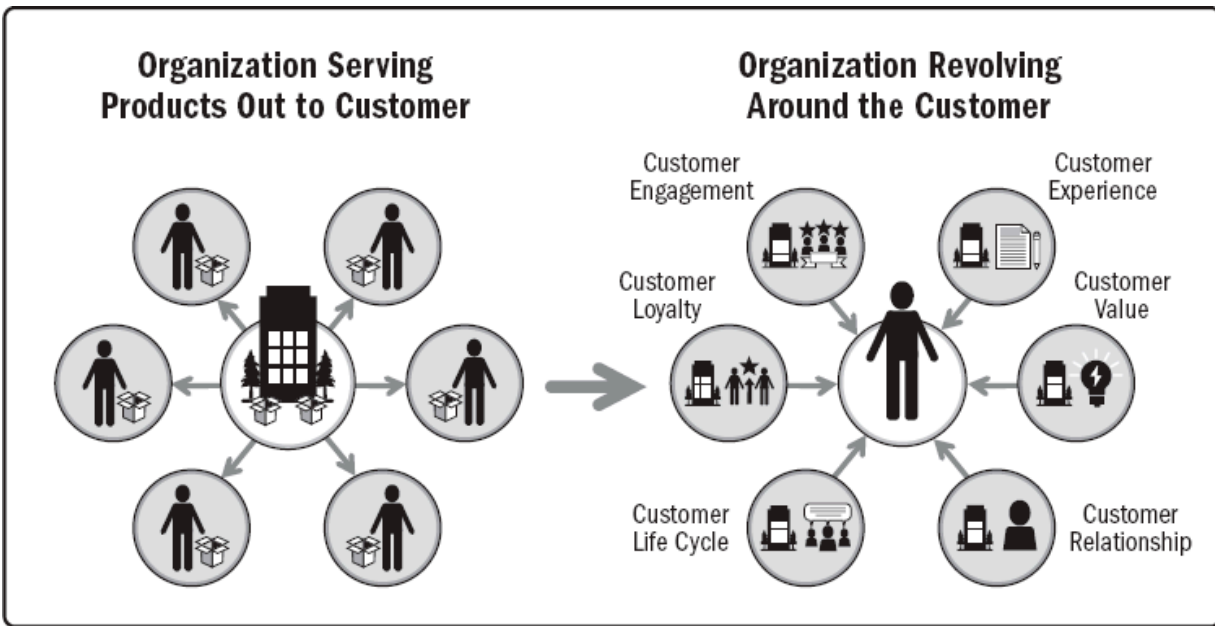 Organization Serving
Products Out to Customer
Organization Revolving
Around the Customer
Customer
Engagement
Customer
Experience
Customer
Loyalty
Customer
Value
Customer
Life Cycle
Customer
Relationship